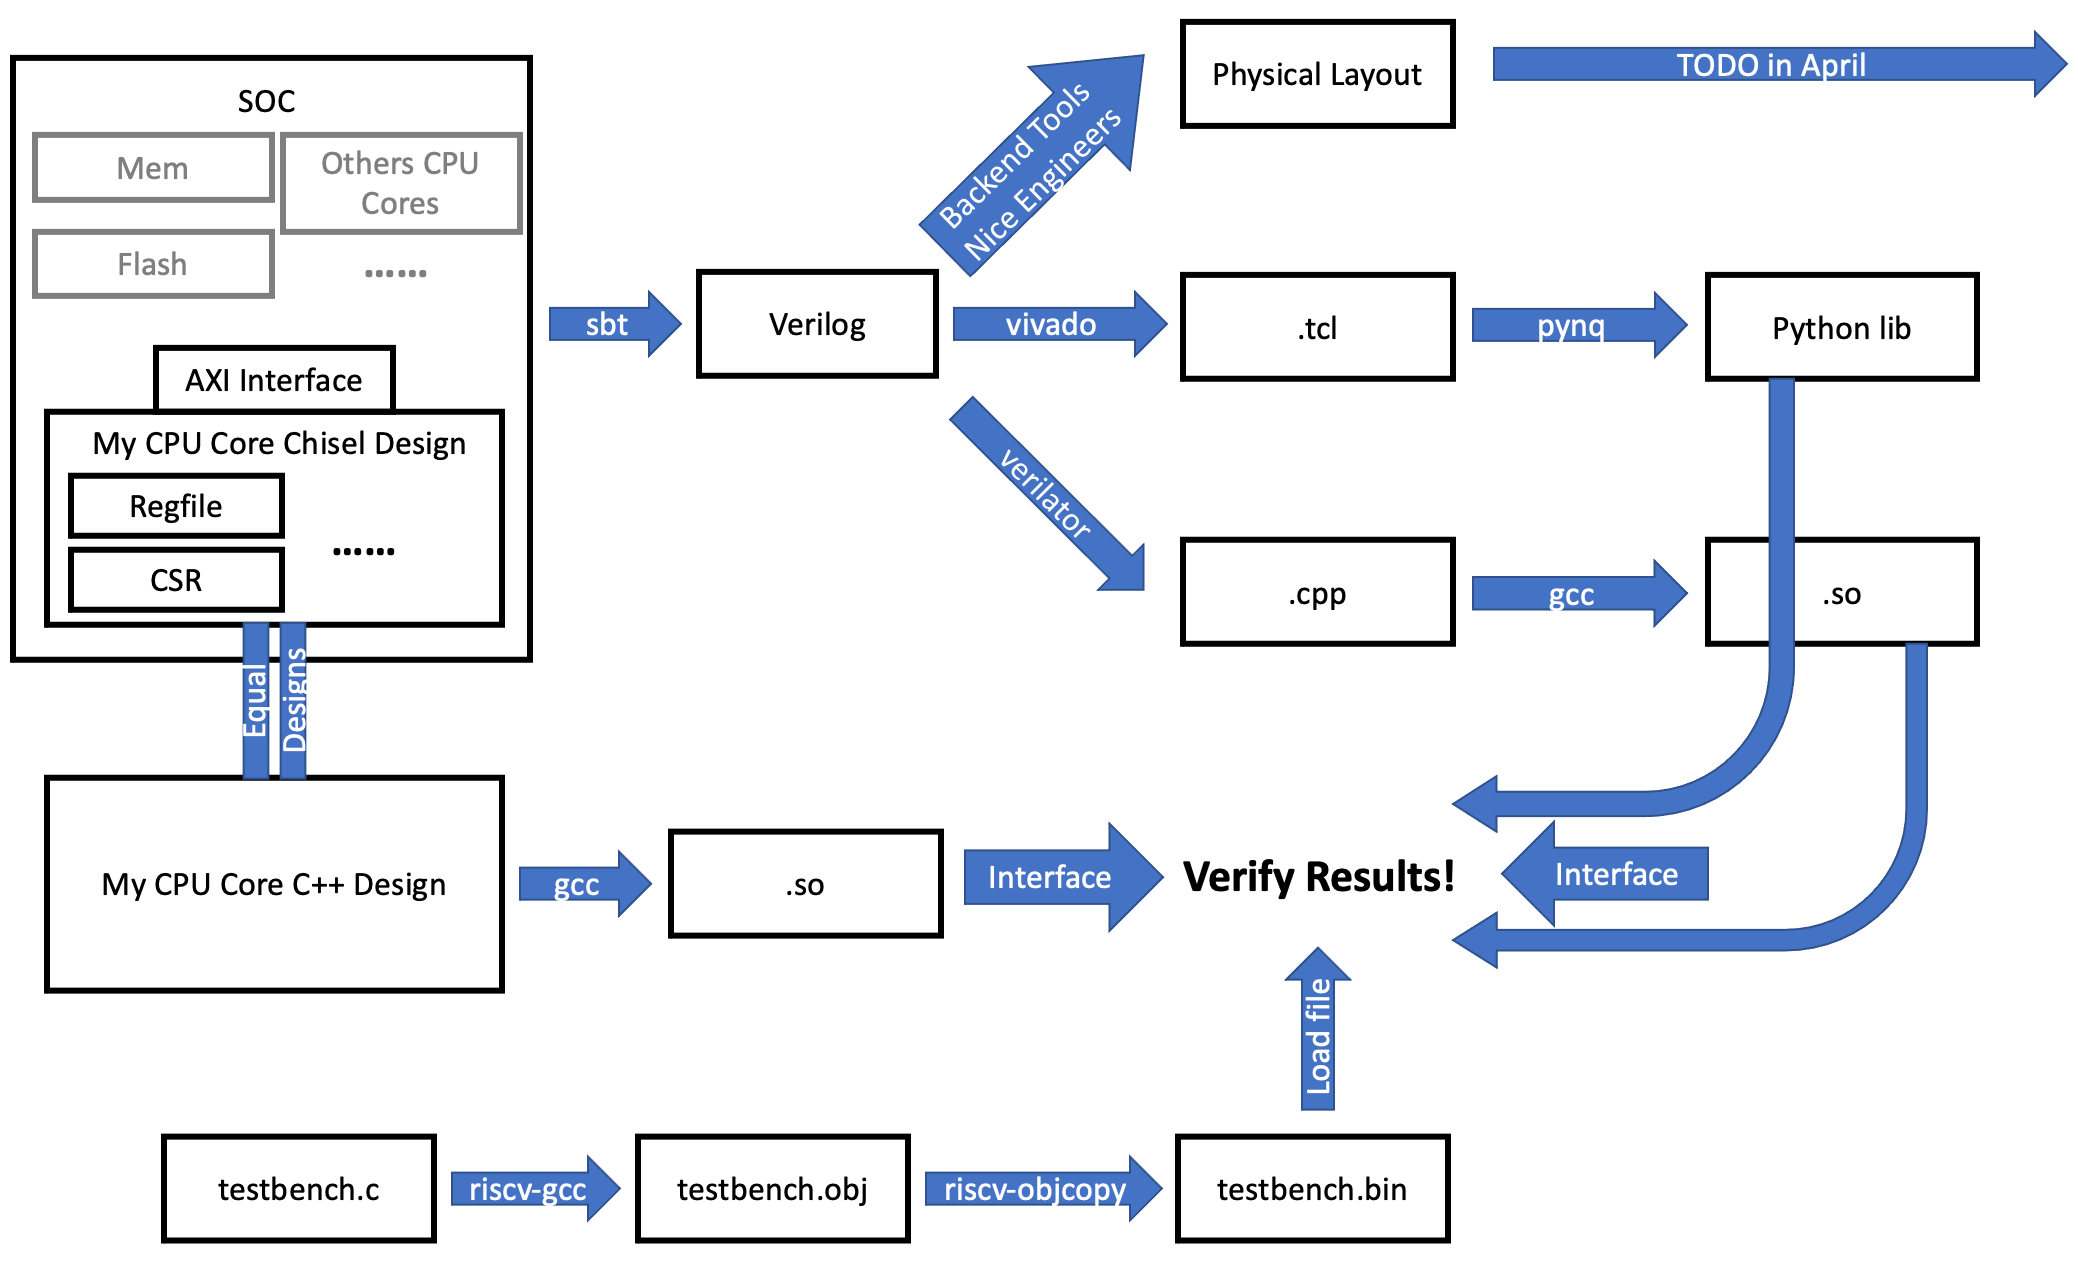 SOC
Mem
Others CPU
Cores
Flash
......
AXI Interface
My CPU Core Chisel Design
Regfile
......
CSR
Equal
Designs
sbt
Verilog
Backend Tools
Nice Engineers
Physical Layout
TODO in April
vivado
.tcl
pynq
Python lib
verilator
.cpp
gcc
.so
My CPU Core C++ Design
gcc
.so
Interface
Verify Results!
Interface
Load file
testbench.c
riscv-gcc
testbench.obj
riscv-objcopy
testbench.bin